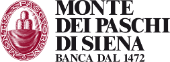 MONTE
DEI PASCHI
DI SIENA
BANCA DAL 1472